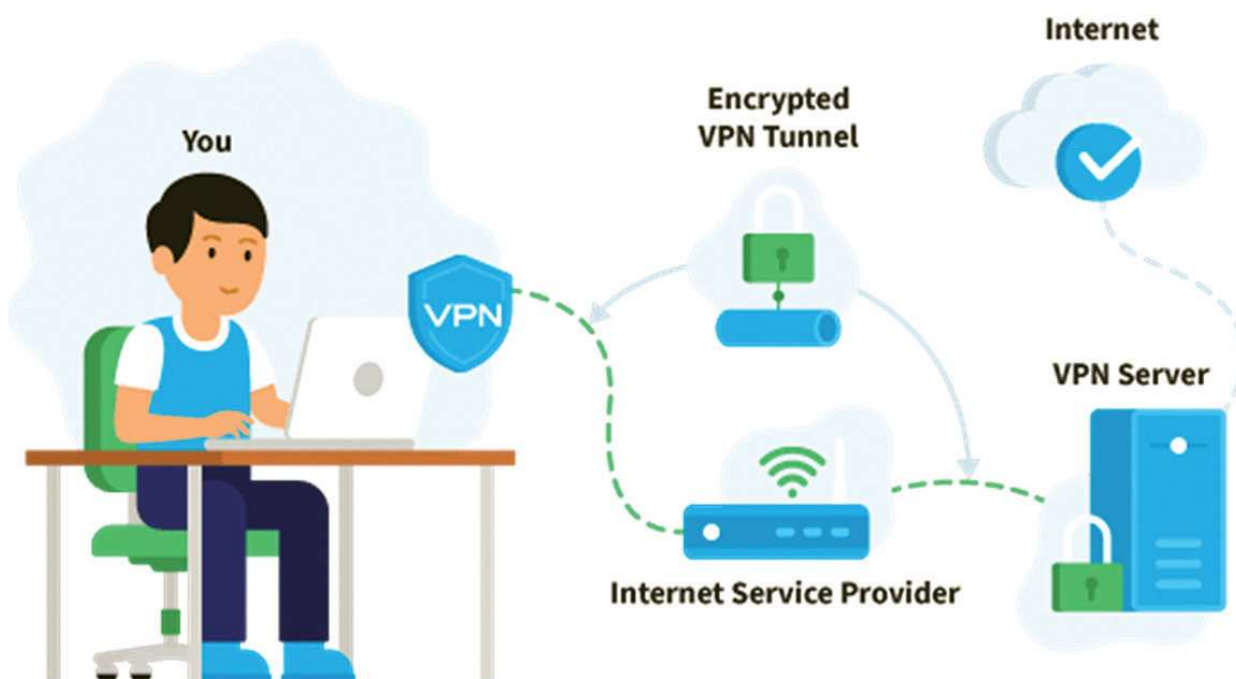 Internet
Encrypted
VPN Tunnel
You
VPN
VPN Server
Internet Service Provider